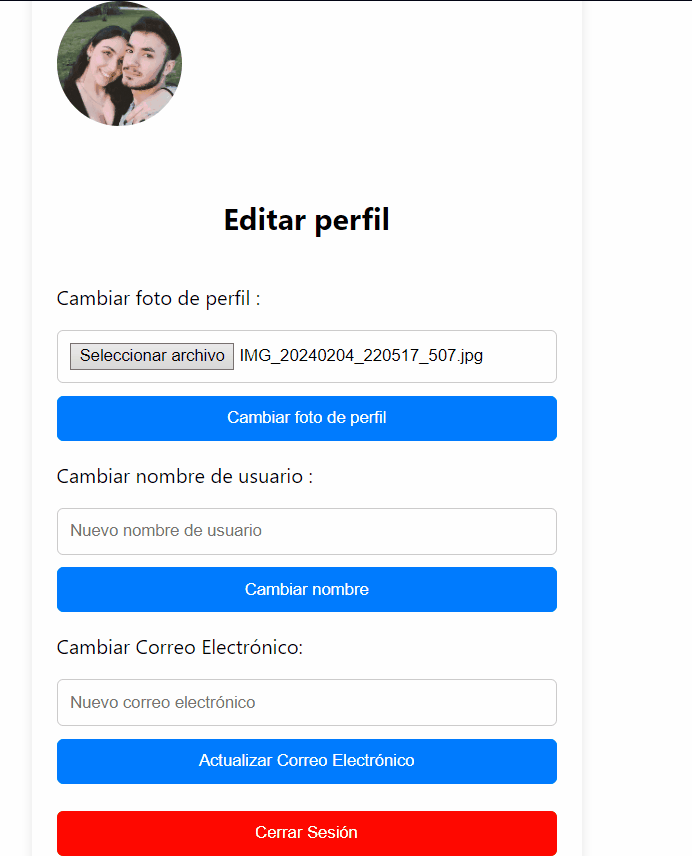 Editar perfil
Cambiar foto de perfil :
Seleccionar archivo IMG_20240204_220517_507.jpg
Cambiar foto de perfil
Cambiar nombre de usuario :
Nuevo nombre de usuario
Cambiar nombre
Cambiar Correo Electrónico:
Nuevo correo electrónico
Actualizar Correo Electrónico
Cerrar Sesión